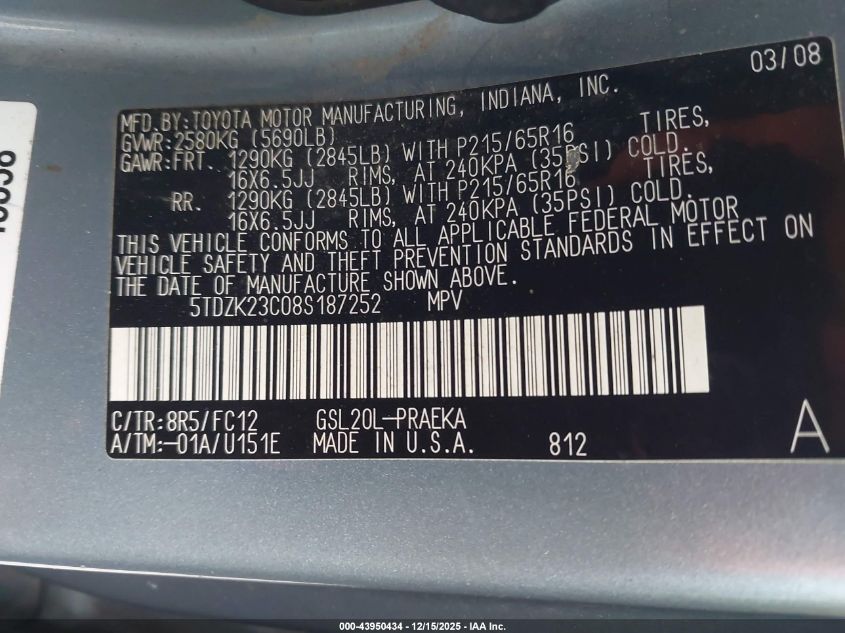 03/08
MFD.BY:TOYOTA MOTOR MANUFACTURING, INDIANA, INC.
GVWR:2580KG (5690LB)
GAWR:FRT. 1290KG (2845LB) WITH P215/65R16 TIRES,
16X6.5JJ RIMS, AT 240KPA (35PSI) COLD.
RR. 1290KG (2845LB) WITH P215/65R16 TIRES,
16X6.5JJ RIMS, AT 240KPA (35PSI) COLD.
THIS VEHICLE CONFORMS TO ALL APPLICABLE FEDERAL MOTOR
VEHICLE SAFETY AND THEFT PREVENTION STANDARDS IN EFFECT ON
THE DATE OF MANUFACTURE SHOWN ABOVE.
5TDZK23C08S187252 MPV
C/TR:8R5/FC12 GSL20L-PRAEKA
A/TM:-01A/U151E MADE IN U.S.A. 812 A
000-43950434 - 12/15/2025 - IAA Inc.